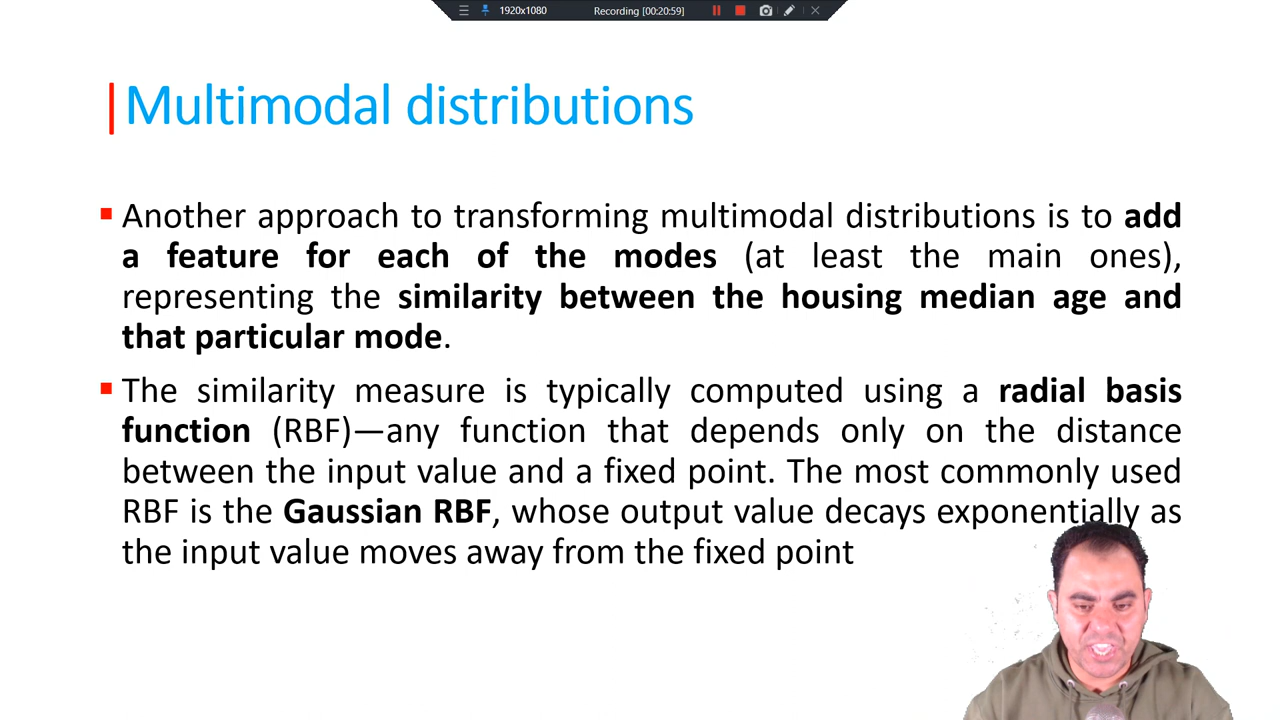 1920x1080 Recording [00:20:59]
Multimodal distributions
Another approach to transforming multimodal distributions is to add
a feature for each of the modes (at least the main ones),
representing the similarity between the housing median age and
that particular mode.
The similarity measure is typically computed using a radial basis
function (RBF)—any function that depends only on the distance
between the input value and a fixed point. The most commonly used
RBF is the Gaussian RBF, whose output value decays exponentially as
the input value moves away from the fixed point